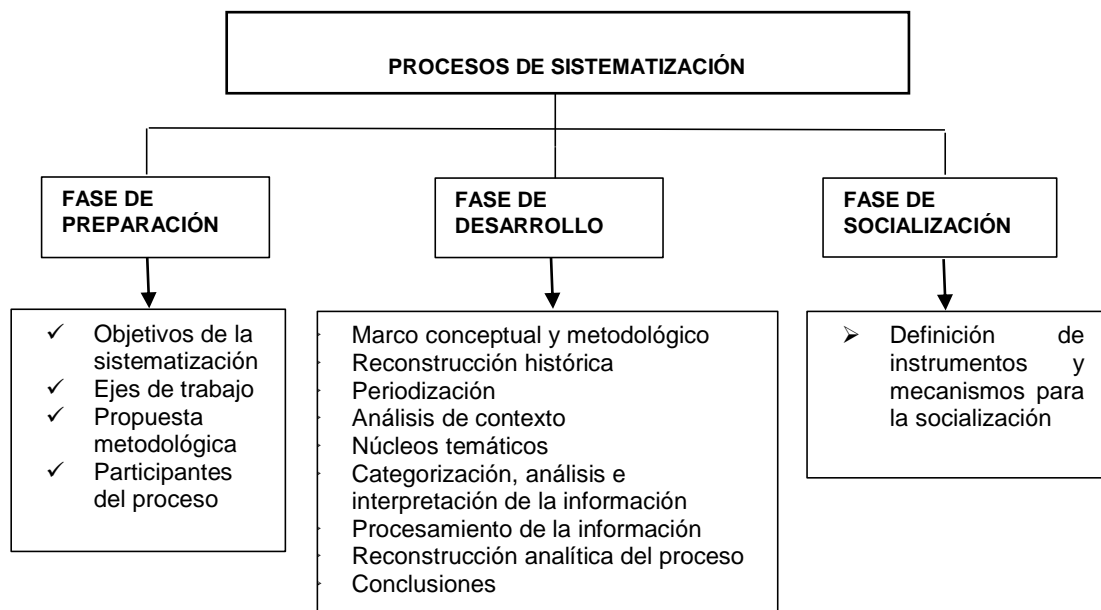 PROCESOS DE SISTEMATIZACIÓN
FASE DE
PREPARACIÓN
✓ Objetivos de la
sistematización
✓ Ejes de trabajo
✓ Propuesta
metodológica
✓ Participantes
del proceso
FASE DE
DESARROLLO
Marco conceptual y metodológico
Reconstrucción histórica
Periodización
Análisis de contexto
Núcleos temáticos
Categorización, análisis e
interpretación de la información
Procesamiento de la información
Reconstrucción analítica del proceso
Conclusiones
FASE DE
SOCIALIZACIÓN
➢ Definición de
instrumentos y
mecanismos para
la socialización